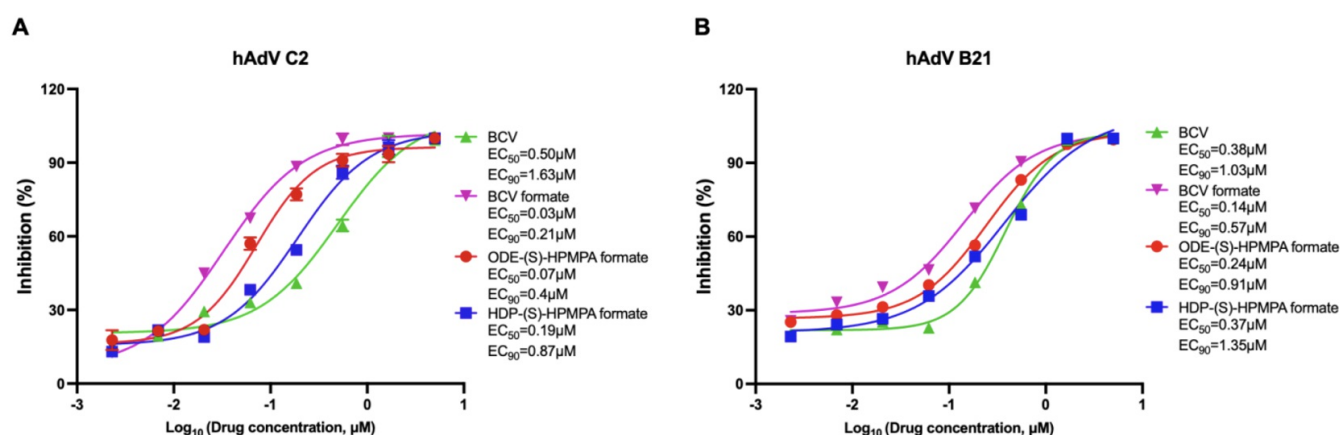 A
hAdV C2
120
90
60
30
0
Inhibition (%)
-3 -2 -1 0 1
Log₁₀ (Drug concentration, µM)
BCV
EC₅₀=0.50µM
EC₉₀=1.63µM
BCV formate
EC₅₀=0.03µM
EC₉₀=0.21µM
ODE-(S)-HPMPA formate
EC₅₀=0.07µM
EC₉₀=0.4µM
HDP-(S)-HPMPA formate
EC₅₀=0.19µM
EC₉₀=0.87µM
B
hAdV B21
120
90
60
30
0
Inhibition (%)
-3 -2 -1 0 1
Log₁₀ (Drug concentration, µM)
BCV
EC₅₀=0.38µM
EC₉₀=1.03µM
BCV formate
EC₅₀=0.14µM
EC₉₀=0.57µM
ODE-(S)-HPMPA formate
EC₅₀=0.24µM
EC₉₀=0.91µM
HDP-(S)-HPMPA formate
EC₅₀=0.37µM
EC₉₀=1.35µM